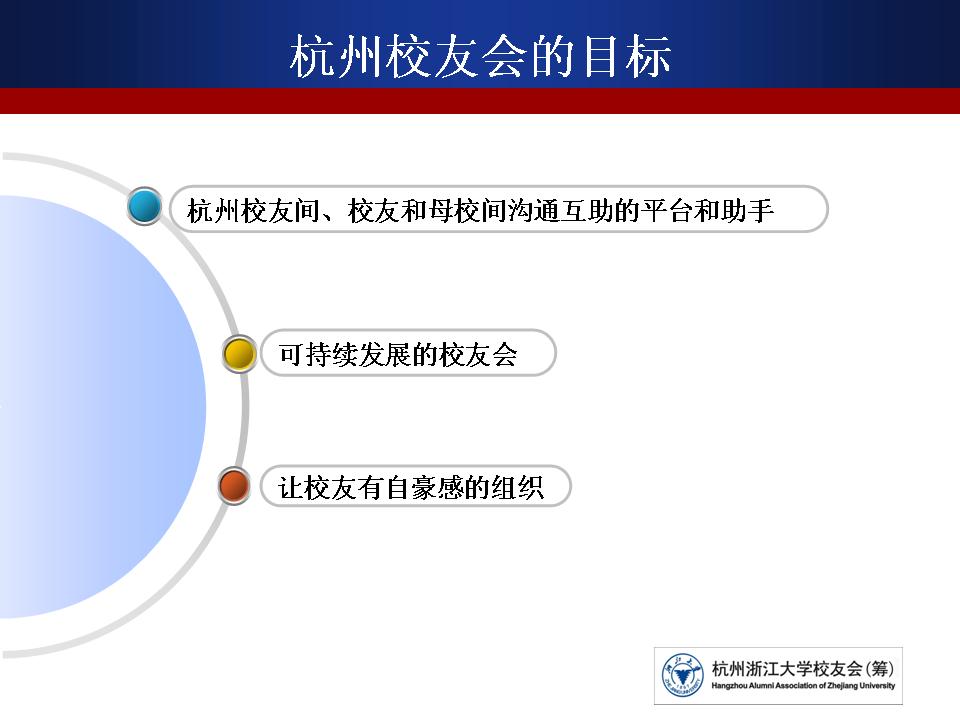 杭州校友会的目标
杭州校友间、校友和母校间沟通互助的平台和助手
可持续发展的校友会
让校友有自豪感的组织
杭州浙江大学校友会(筹)
Hangzhou Alumni Association of Zhejiang University